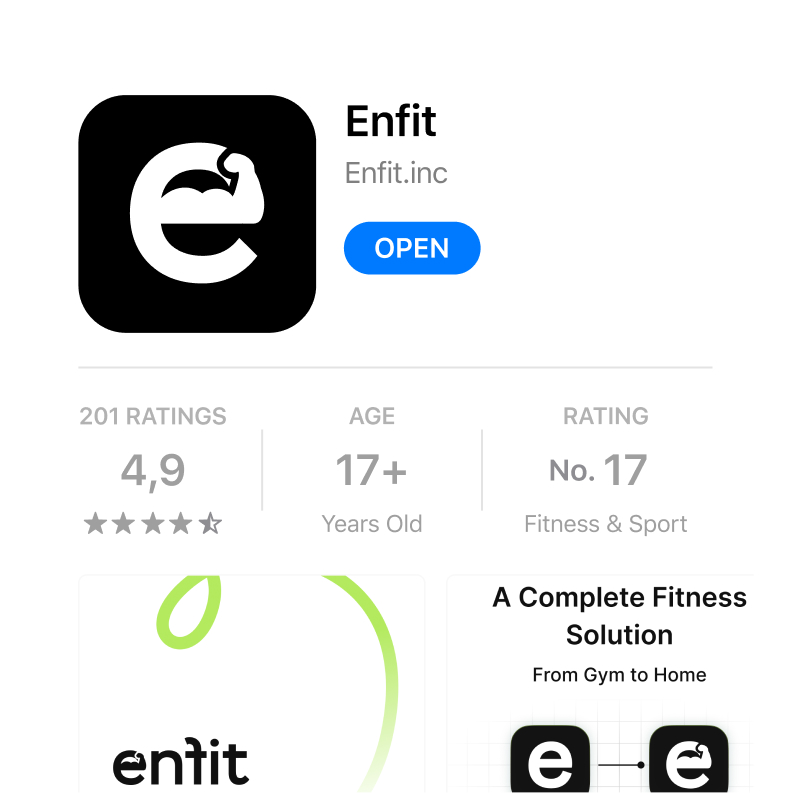 Enfit
Enfit.inc
OPEN
201 RATINGS
4,9
AGE
17+
Years Old
RATING
No. 17
Fitness & Sport
enfit
A Complete Fitness
Solution
From Gym to Home
e
e